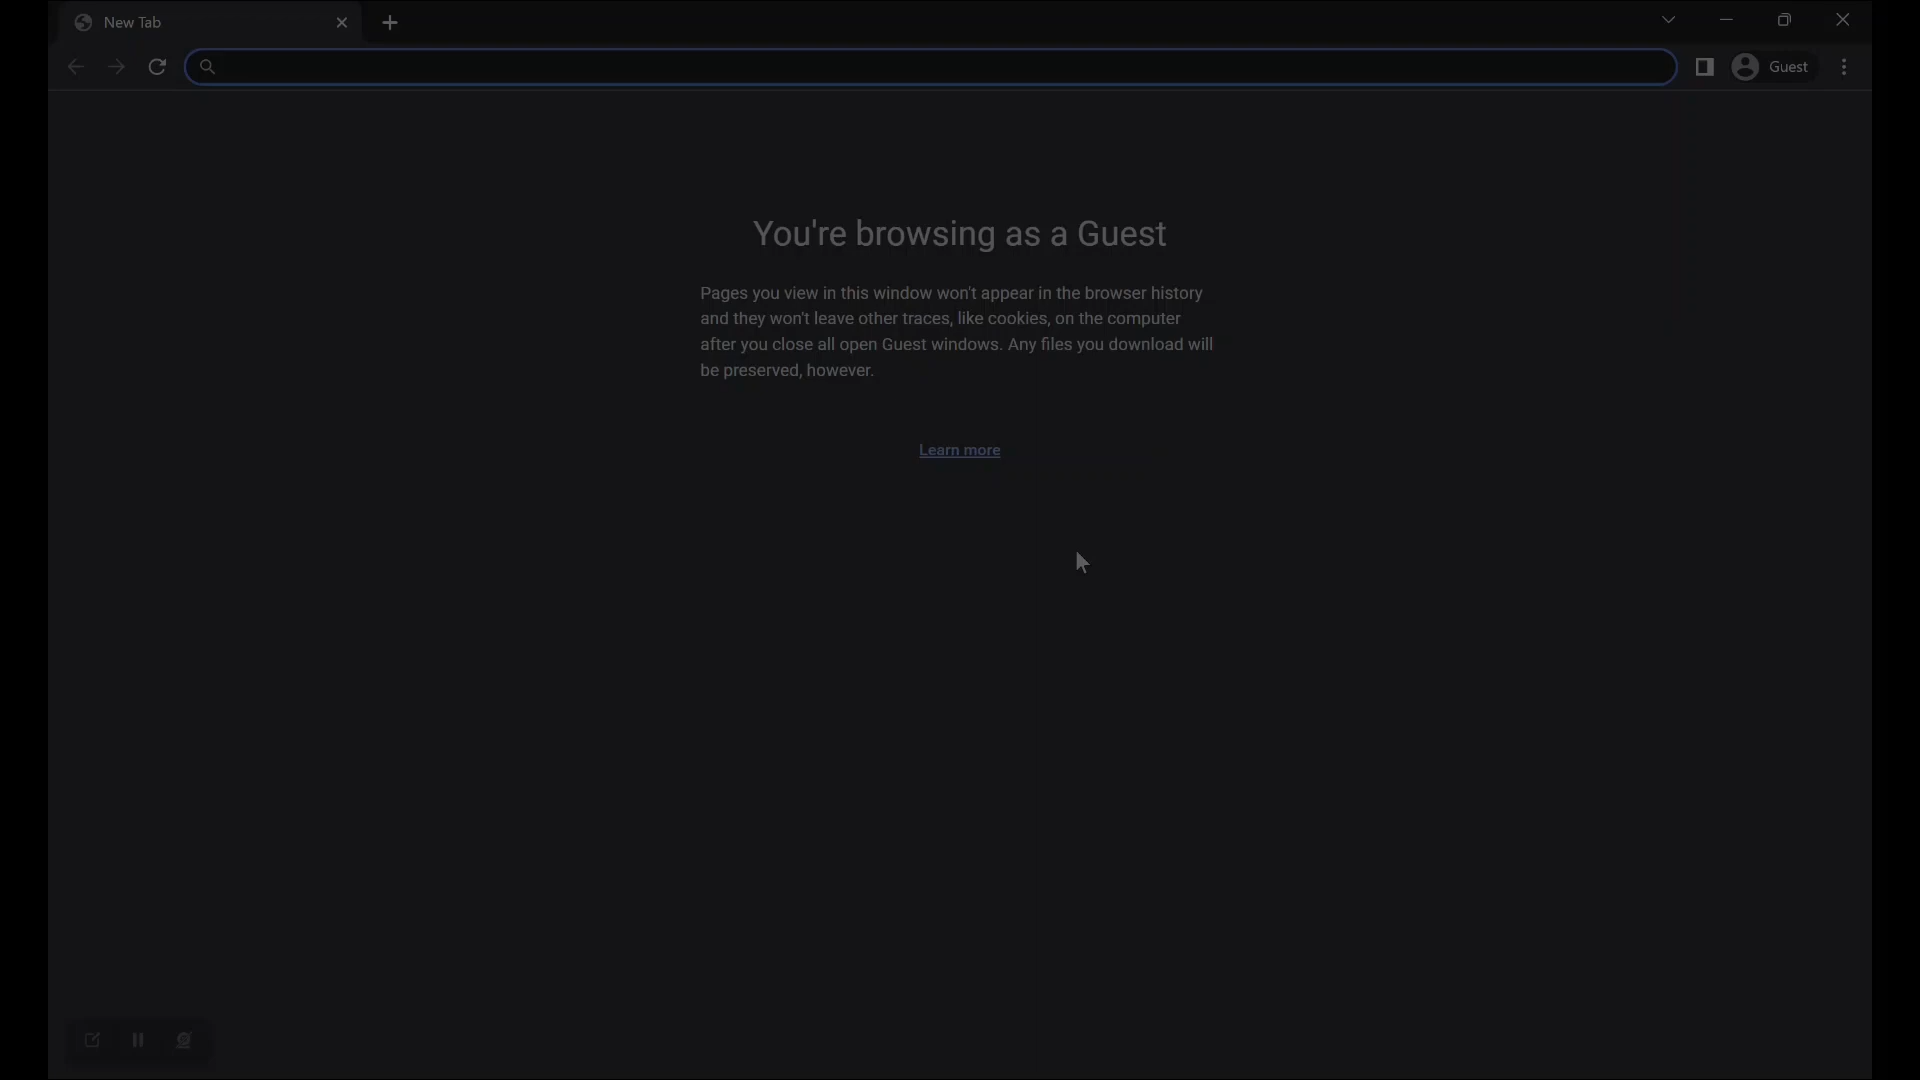 New Tab
Guest
You're browsing as a Guest
Pages you view in this window won't appear in the browser history
and they won't leave other traces, like cookies, on the computer
after you close all open Guest windows. Any files you download will
be preserved, however.
Learn more